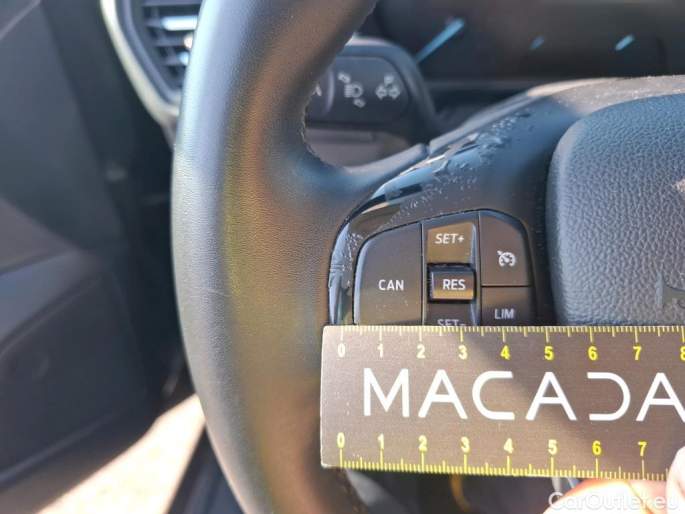 SET+
CAN
RES
LIM
SET-
0 1 2 3 4 5 6 7 8
MACADA
0 1 2 3 4 5 6 7
CarOutlet.eu